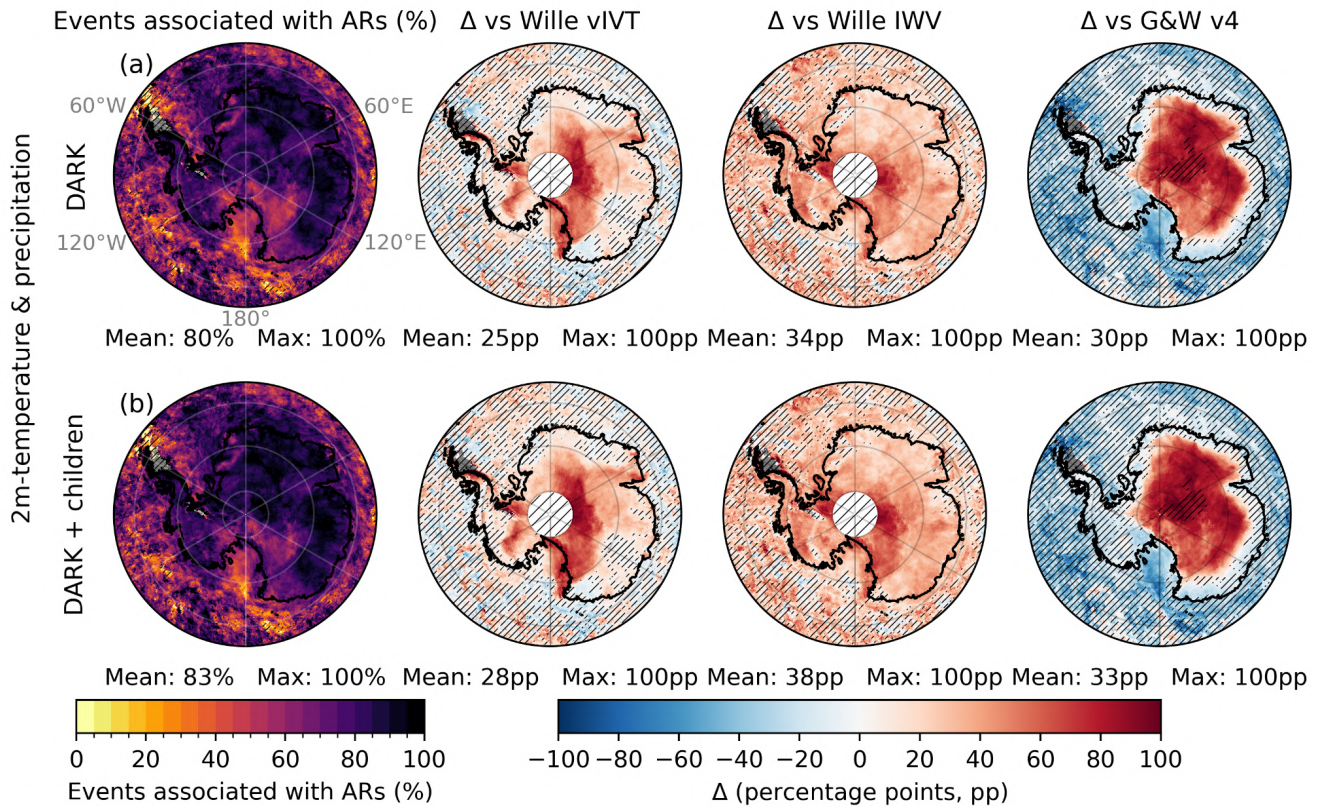 Events associated with ARs (%)
Δ vs Wille vIVT
Δ vs Wille IWV
Δ vs G&W v4
2m-temperature & precipitation
DARK
(a)
60°W
60°E
120°W
120°E
180°
Mean: 80% Max: 100%
Mean: 25pp Max: 100pp
Mean: 34pp Max: 100pp
Mean: 30pp Max: 100pp
DARK + children
(b)
Mean: 83% Max: 100%
Mean: 28pp Max: 100pp
Mean: 38pp Max: 100pp
Mean: 33pp Max: 100pp
0 20 40 60 80 100
Events associated with ARs (%)
−100 −80 −60 −40 −20 0 20 40 60 80 100
Δ (percentage points, pp)